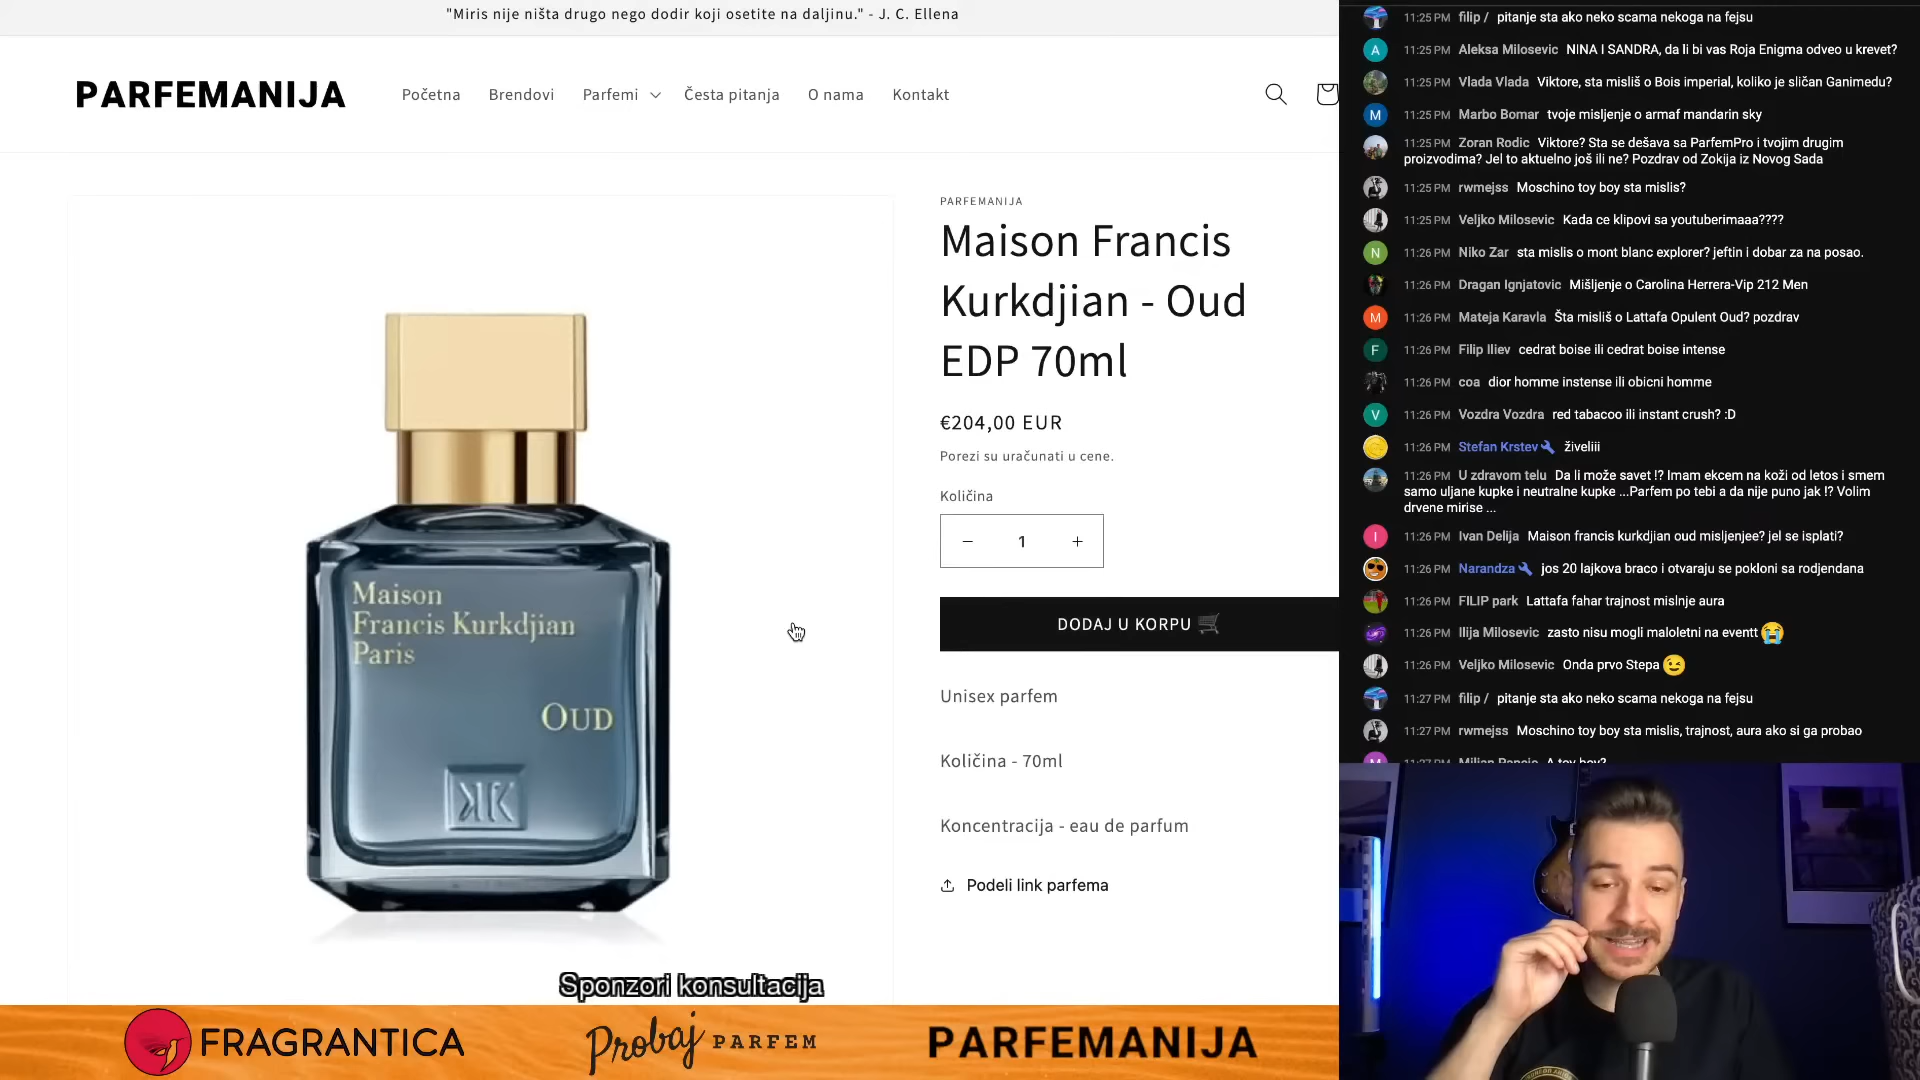 "Miris nije ništa drugo nego dodir koji osetite na daljinu." - J. C. Ellena
PARFEMANIJA
Početna
Brendovi
Parfemi
Česta pitanja
O nama
Kontakt
Maison
Francis Kurkdjian
Paris
OUD
PARFEMANIJA
Maison Francis
Kurkdjian - Oud
EDP 70ml
€204,00 EUR
Porezi su uračunati u cene.
Količina
− 1 +
DODAJ U KORPU
Unisex parfem
Količina - 70ml
Koncentracija - eau de parfum
Podeli link parfema
Sponzori konsultacija
FRAGRANTICA
Probaj PARFEM
PARFEMANIJA
11:25 PM filip / pitanje sta ako neko scama nekoga na fejsu
A 11:25 PM Aleksa Milosevic NINA I SANDRA, da li bi vas Roja Enigma odveo u krevet?
11:25 PM Vlada Vlada Viktore, sta misliš o Bois imperial, koliko je sličan Ganimedu?
M 11:25 PM Marbo Bomar tvoje misljenje o armaf mandarin sky
11:25 PM Zoran Rodic Viktore? Sta se dešava sa ParfemPro i tvojim drugim
proizvodima? Jel to aktuelno još ili ne? Pozdrav od Zokija iz Novog Sada
11:25 PM rwmejss Moschino toy boy sta mislis?
11:25 PM Veljko Milosevic Kada ce klipovi sa youtuberimaaa????
N 11:26 PM Niko Zar sta mislis o mont blanc explorer? jeftin i dobar za na posao.
11:26 PM Dragan Ignjatovic Mišljenje o Carolina Herrera-Vip 212 Men
M 11:26 PM Mateja Karavla Šta misliš o Lattafa Opulent Oud? pozdrav
F 11:26 PM Filip Iliev cedrat boise ili cedrat boise intense
11:26 PM coa dior homme instense ili obicni homme
V 11:26 PM Vozdra Vozdra red tabacoo ili instant crush? :D
11:26 PM Stefan Krstev živeliii
11:26 PM U zdravom telu Da li može savet !? Imam ekcem na koži od letos i smem
samo uljane kupke i neutralne kupke ...Parfem po tebi a da nije puno jak !? Volim
drvene mirise ...
I 11:26 PM Ivan Delija Maison francis kurkdjian oud misljenjee? jel se isplati?
11:26 PM Narandza jos 20 lajkova braco i otvaraju se pokloni sa rodjendana
11:26 PM FILIP park Lattafa fahar trajnost mislnje aura
11:26 PM Ilija Milosevic zasto nisu mogli maloletni na eventt 😭
11:26 PM Veljko Milosevic Onda prvo Stepa 😉
11:27 PM filip / pitanje sta ako neko scama nekoga na fejsu
11:27 PM rwmejss Moschino toy boy sta mislis, trajnost, aura ako si ga probao